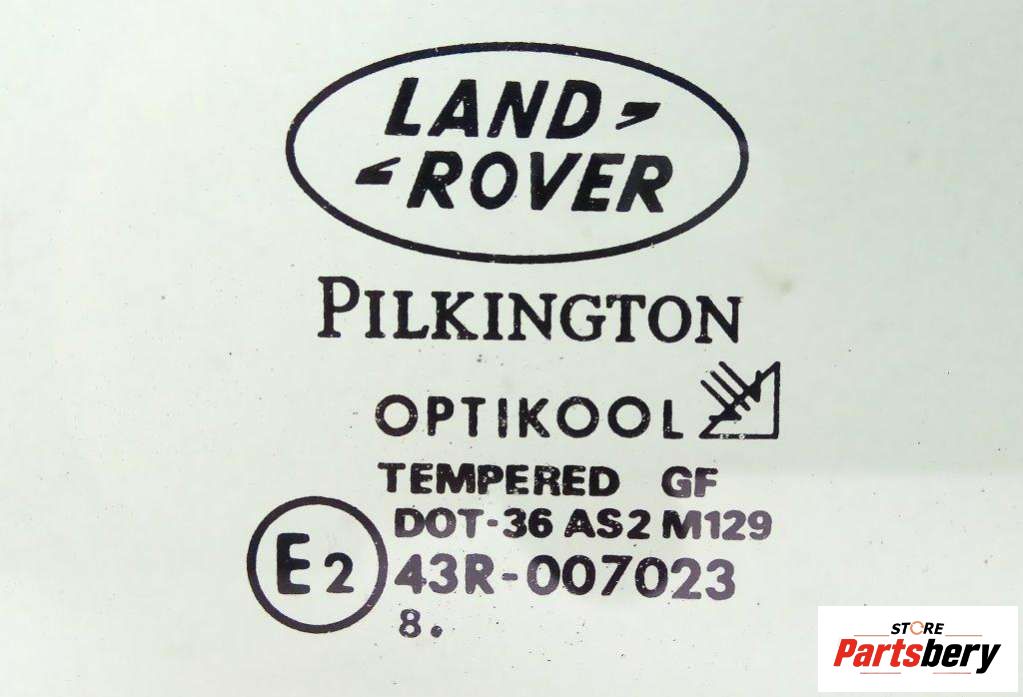 LAND
ROVER
PILKINGTON
OPTIKOOL
TEMPERED GF
DOT-36 AS2 M129
E2 43R-007023
8.
STORE
Partsbery